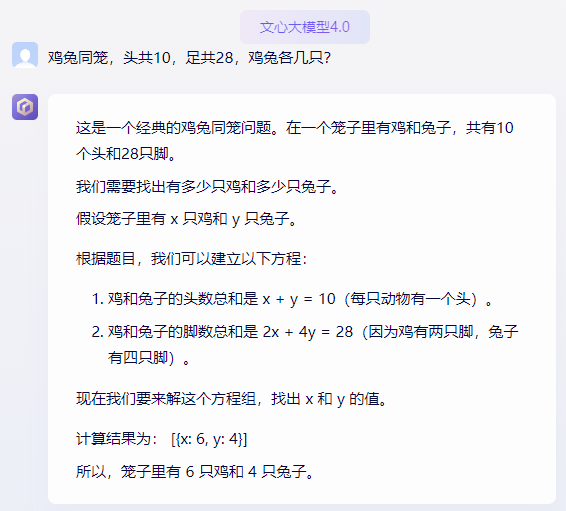 文心大模型4.0
鸡兔同笼，头共10，足共28，鸡兔各几只？
这是一个经典的鸡兔同笼问题。在一个笼子里有鸡和兔子，共有10
个头和28只脚。
我们需要找出有多少只鸡和多少只兔子。
假设笼子里有 x 只鸡和 y 只兔子。
根据题目，我们可以建立以下方程：
1. 鸡和兔子的头数总和是 x + y = 10（每只动物有一个头）。
2. 鸡和兔子的脚数总和是 2x + 4y = 28（因为鸡有两只脚，兔子
有四只脚）。
现在我们要来解这个方程组，找出 x 和 y 的值。
计算结果为： [{x: 6, y: 4}]
所以，笼子里有 6 只鸡和 4 只兔子。